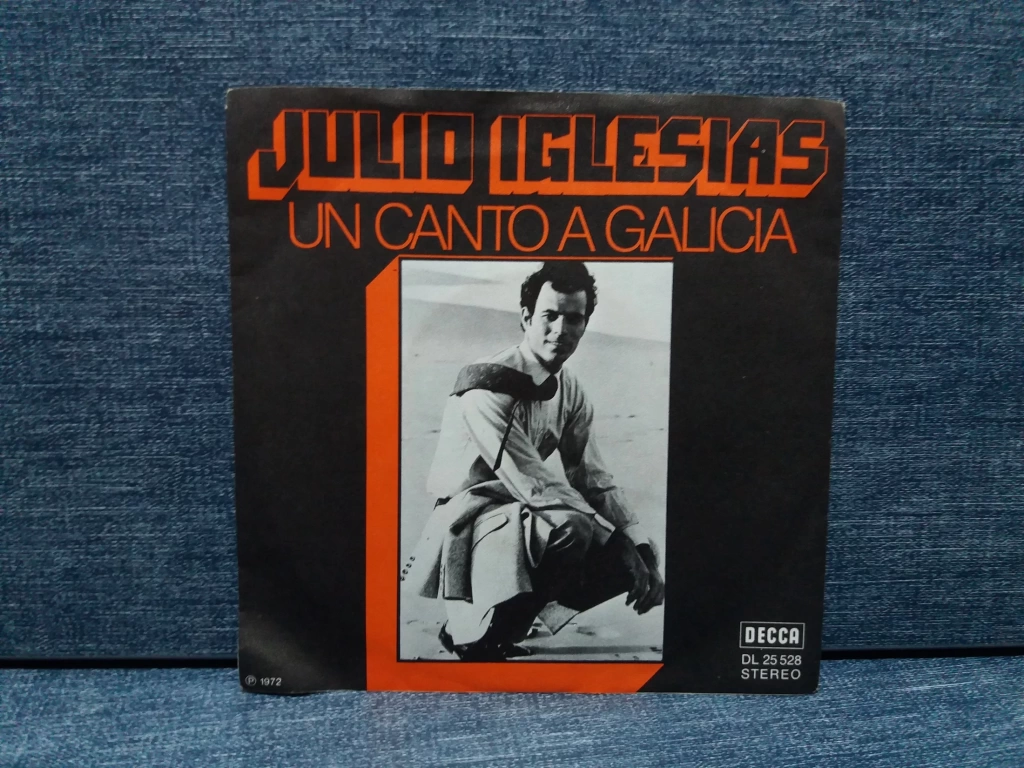 JULIO IGLESIAS
UN CANTO A GALICIA
DECCA
DL 25 528
STEREO
℗ 1972